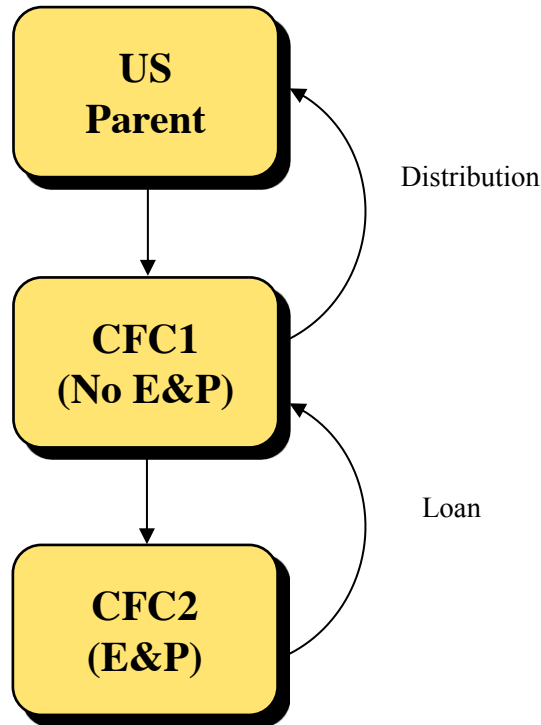 US
Parent
Distribution
CFC1
(No E&P)
Loan
CFC2
(E&P)